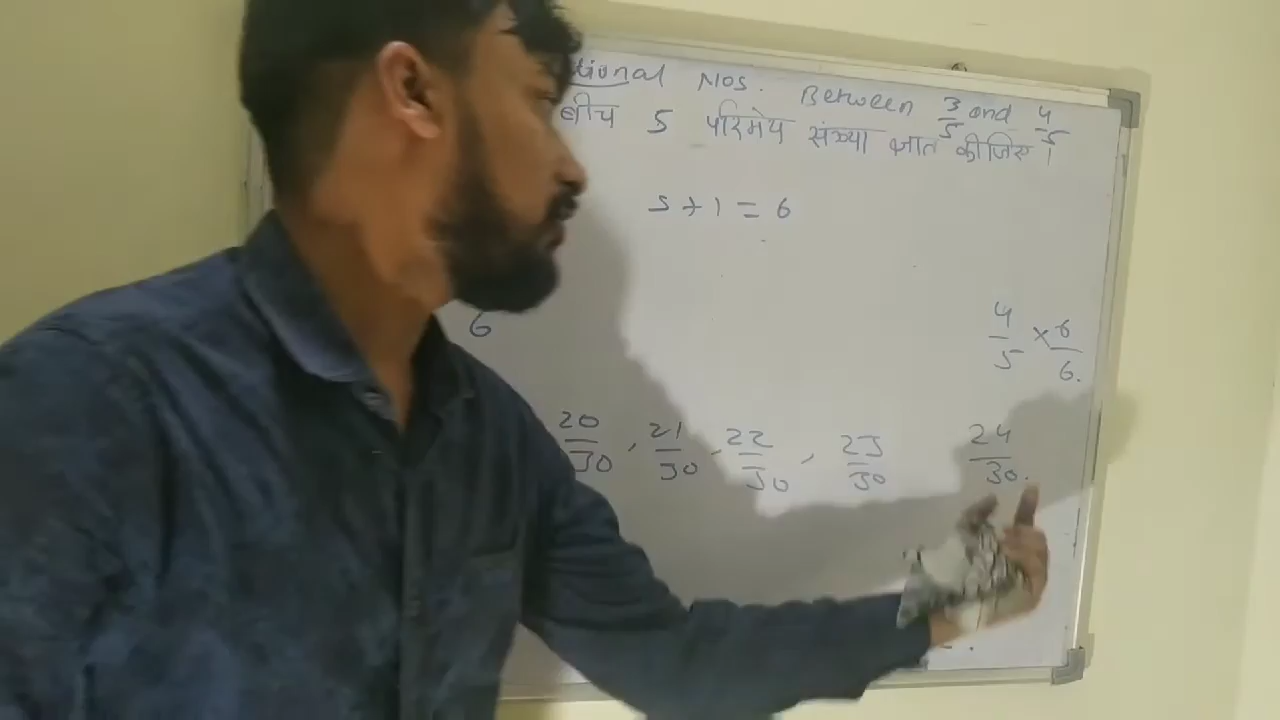 tional Nos. Between 3/5 and 4/5
बीच 5 परिमेय संख्या ज्ञात कीजिए।
5+1=6
6
4/5 × 6/6.
20/30, 21/30, 22/30, 23/30 24/30.